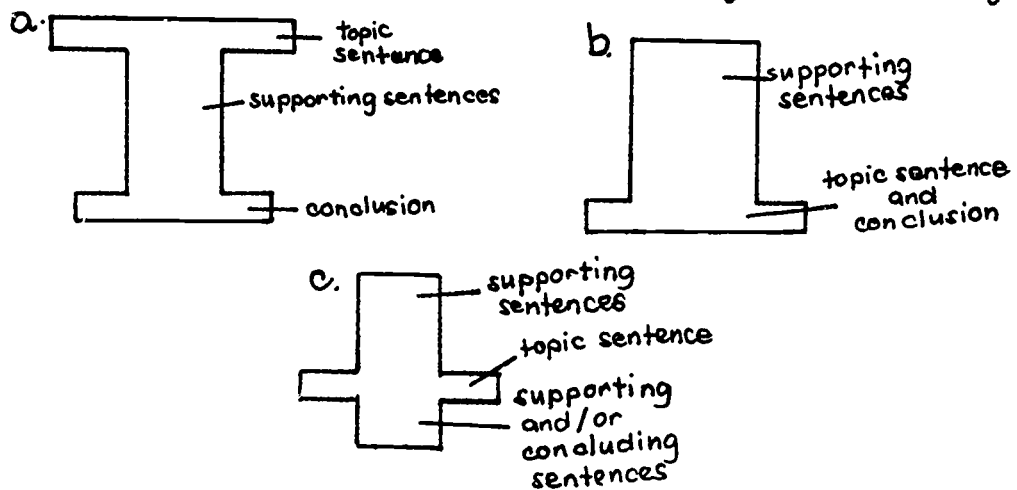 a.
topic
sentence
supporting sentences
conclusion
b.
supporting
sentences
topic sentence
and
conclusion
c.
supporting
sentences
topic sentence
supporting
and/or
concluding
sentences